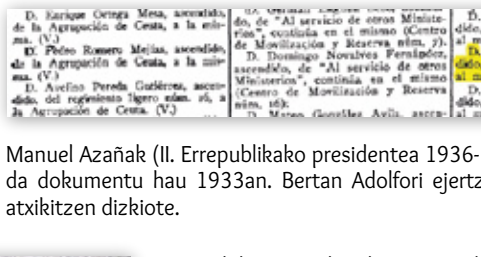 D. Enrique Ortega Mesa, ascendido,
de la Agrupación de Ceuta, a la mis-
ma. (V.)
D. Pedro Romero Mejías, ascendido,
de la Agrupación de Ceuta, a la mis-
ma. (V.)
D. Avelino Pereda Gutiérrez, ascen-
dido, del regimiento ligero núm. 16, a
la Agrupación de Ceuta. (V.)
do, de "Al servicio de otros Ministe-
rios", continúa en el mismo (Centro
de Movilización y Reserva núm. 7).
D. Domingo Novalvres Fernández,
ascendido, de "Al servicio de otros
Ministerios", continúa en el mismo
(Centro de Movilización y Reserva
núm. 16).
Mateo González Avila, ascen-
Manuel Azañak (II. Errepublikako presidentea 1936-
da dokumentu hau 1933an. Bertan Adolfori ejertz
atxikitzen dizkiote.